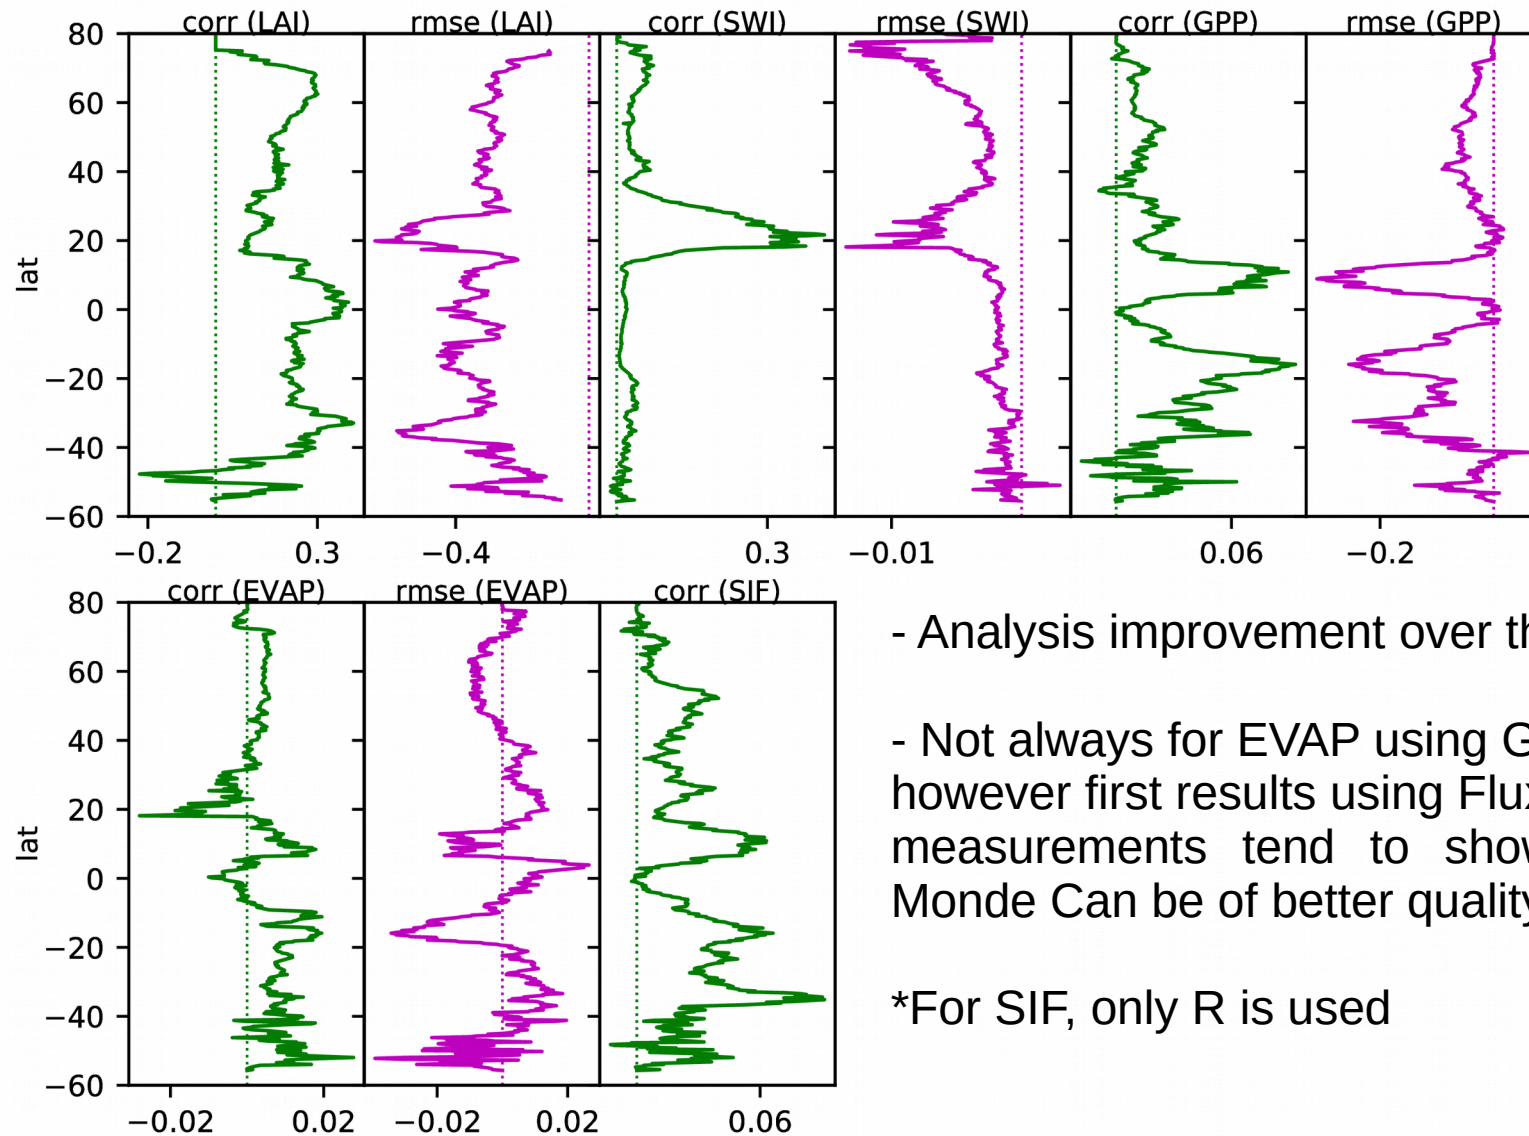 corr (LAI) rmse (LAI) corr (SWI) rmse (SWI) corr (GPP) rmse (GPP)
80
60
40
20
0
−20
−40
−60
lat
−0.2 0.3 −0.4 0.3 −0.01 0.06 −0.2
corr (EVAP) rmse (EVAP) corr (SIF)
80
60
40
20
0
−20
−40
−60
lat
−0.02 0.02 −0.02 0.02 0.06
- Analysis improvement over th
- Not always for EVAP using G
however first results using Flux
measurements tend to show
Monde Can be of better quality
*For SIF, only R is used